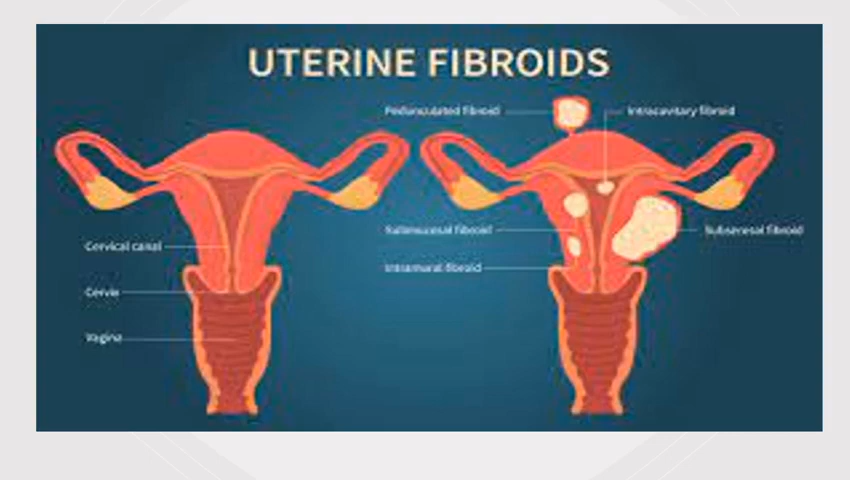 UTERINE FIBROIDS
Pedunculated fibroid
Intracavitary fibroid
Submucosal fibroid
Subserosal fibroid
Cervical canal
Intramural fibroid
Cervix
Vagina